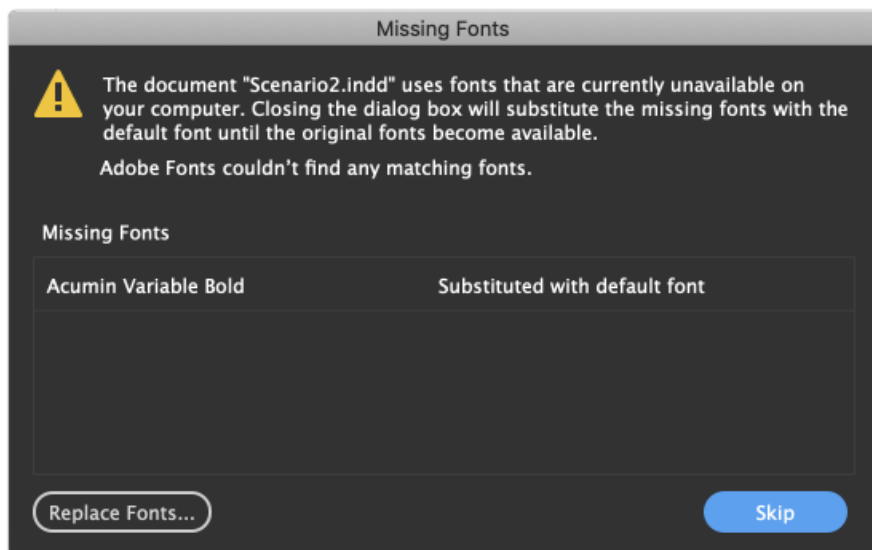 Missing Fonts
The document "Scenario2.indd" uses fonts that are currently unavailable on
your computer. Closing the dialog box will substitute the missing fonts with the
default font until the original fonts become available.
Adobe Fonts couldn’t find any matching fonts.
Missing Fonts
Acumin Variable Bold Substituted with default font
Replace Fonts... Skip